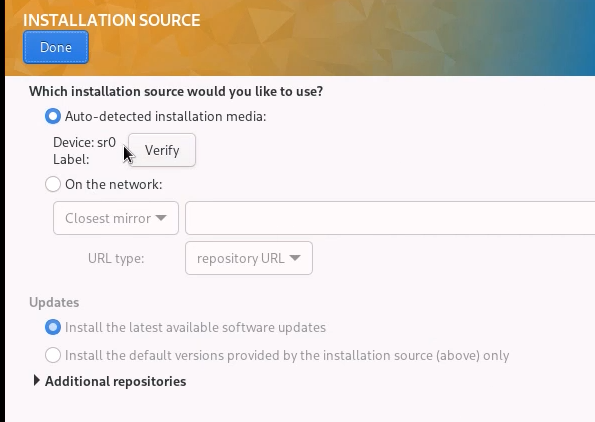 INSTALLATION SOURCE
Done
Which installation source would you like to use?
Auto-detected installation media:
Device: sr0
Label:
Verify
On the network:
Closest mirror
URL type:
repository URL
Updates
Install the latest available software updates
Install the default versions provided by the installation source (above) only
Additional repositories